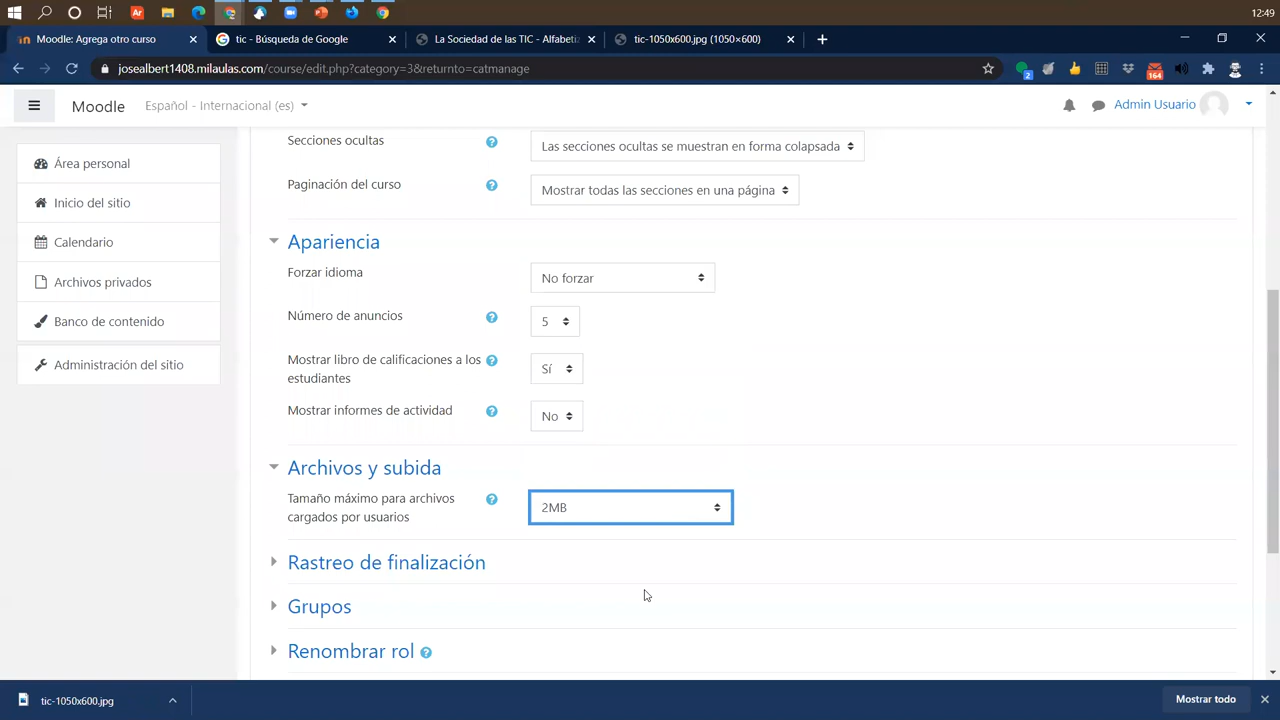 12:49
Moodle: Agrega otro curso
tic - Búsqueda de Google
La Sociedad de las TIC - Alfabetiz
tic-1050x600.jpg (1050×600)
josealbert1408.milaulas.com/course/edit.php?category=3&returnto=catmanage
2
164
Moodle
Español - Internacional (es)
Admin Usuario
Área personal
Inicio del sitio
Calendario
Archivos privados
Banco de contenido
Administración del sitio
Secciones ocultas
Las secciones ocultas se muestran en forma colapsada
Paginación del curso
Mostrar todas las secciones en una página
Apariencia
Forzar idioma
No forzar
Número de anuncios
5
Mostrar libro de calificaciones a los
estudiantes
Sí
Mostrar informes de actividad
No
Archivos y subida
Tamaño máximo para archivos
cargados por usuarios
2MB
Rastreo de finalización
Grupos
Renombrar rol
tic-1050x600.jpg
Mostrar todo